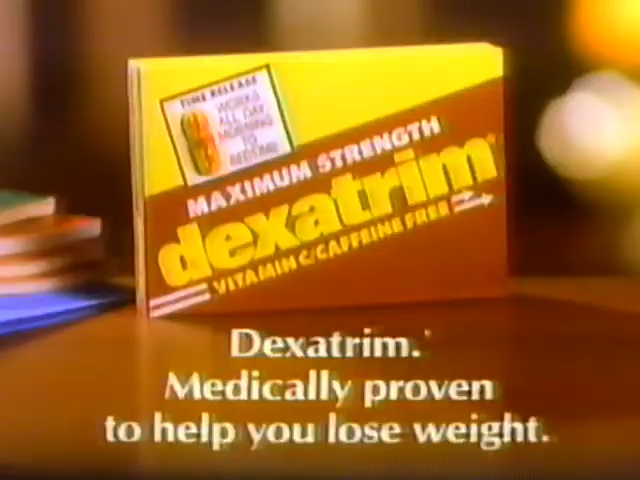 TIME RELEASE
WORKS
ALL DAY
MORNING
TO
BEDTIME
MAXIMUM STRENGTH
dexatrim
VITAMIN C/CAFFEINE FREE
Dexatrim.
Medically proven
to help you lose weight.